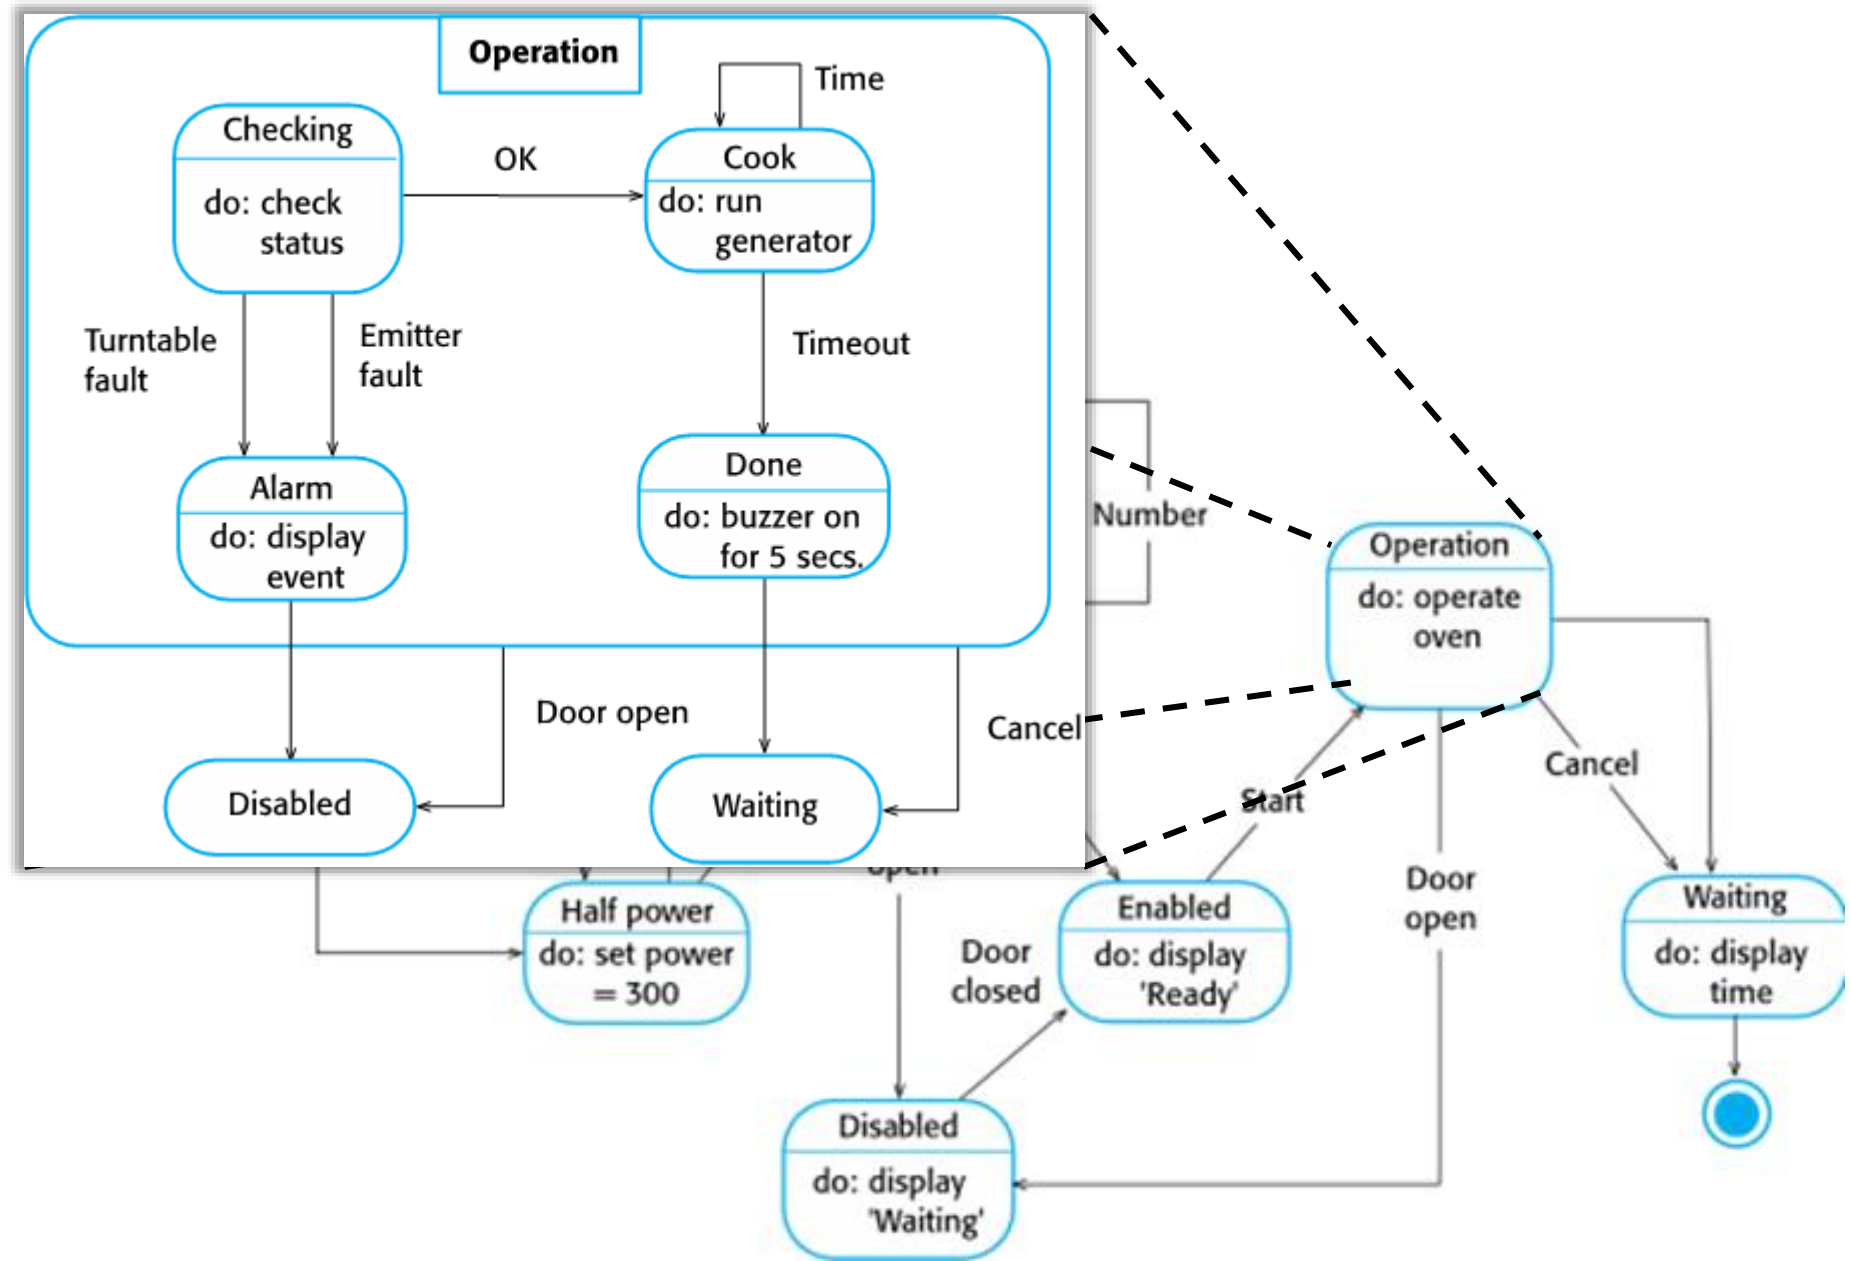 Operation
Time
Checking
do: check
status
OK
Cook
do: run
generator
Turntable
fault
Emitter
fault
Timeout
Alarm
do: display
event
Done
do: buzzer on
for 5 secs.
Door open
Cancel
Disabled
Waiting
Number
Operation
do: operate
oven
Start
Cancel
Door
open
open
Half power
do: set power
= 300
Door
closed
Enabled
do: display
'Ready'
Waiting
do: display
time
Disabled
do: display
'Waiting'